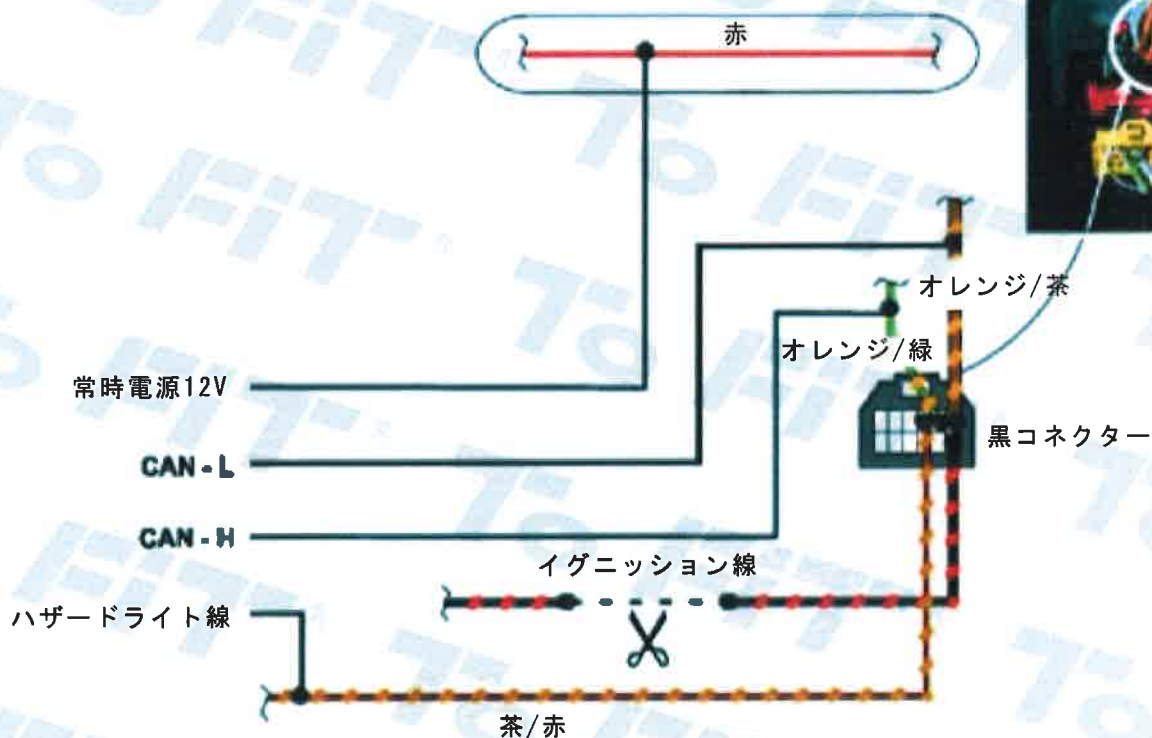 赤
オレンジ/茶
オレンジ/緑
常時電源12V
黒コネクター
CAN-L
CAN-H
イグニッション線
ハザードライト線
茶/赤
To FiT